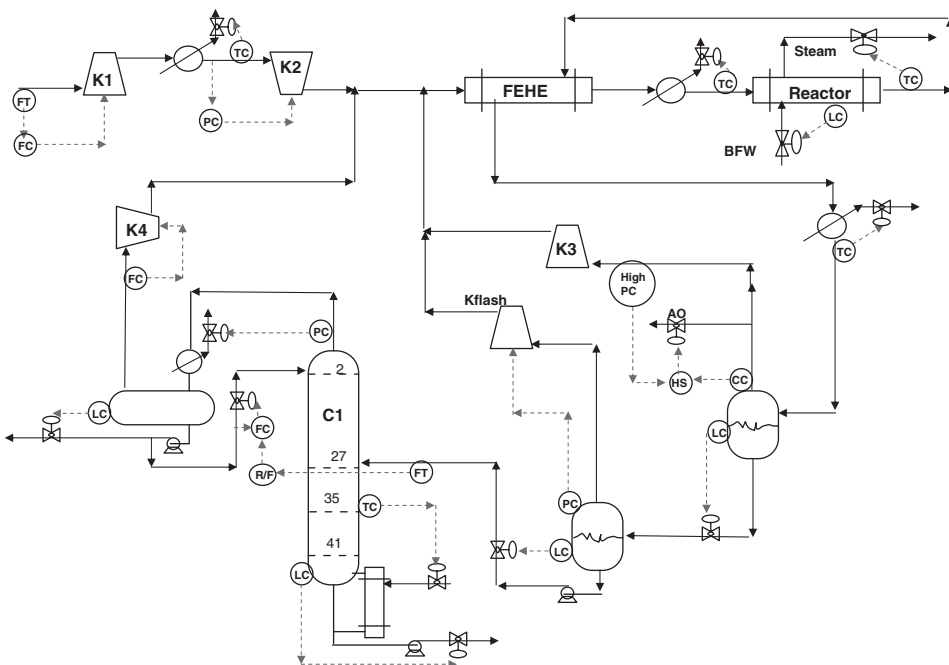 K1
TC
K2
FT
FC
PC
FEHE
TC
Steam
TC
Reactor
LC
BFW
K4
FC
TC
K3
High
PC
Kflash
AO
PC
HS
CC
2
LC
C1
FC
LC
27
R/F
FT
35
TC
PC
41
LC
LC